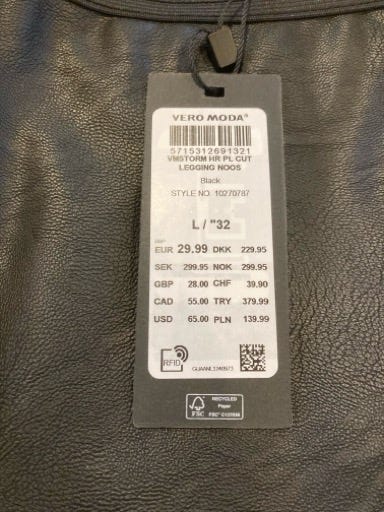 VERO MODA®
5715312691321
VMSTORM HR PL CUT
LEGGING NOOS
Black
STYLE NO. 10270787
L / "32
EUR 29.99 DKK 229.95
SEK 299.95 NOK 299.95
GBP 28.00 CHF 39.90
CAD 55.00 TRY 379.99
USD 65.00 PLN 139.99
RFID
FSC
RECYCLED
Paper